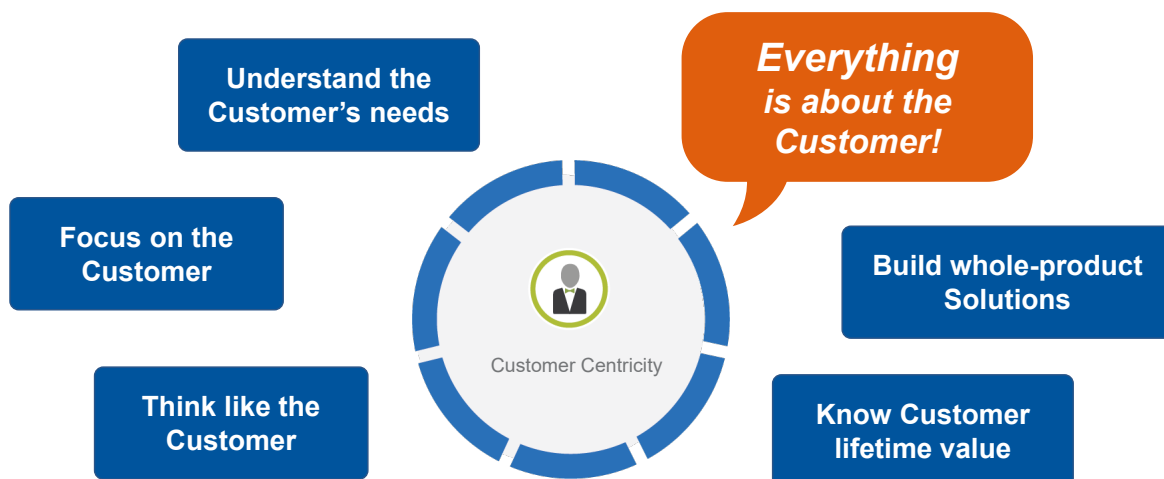 Understand the
Customer’s needs
Everything
is about the
Customer!
Focus on the
Customer
Build whole-product
Solutions
Customer Centricity
Think like the
Customer
Know Customer
lifetime value